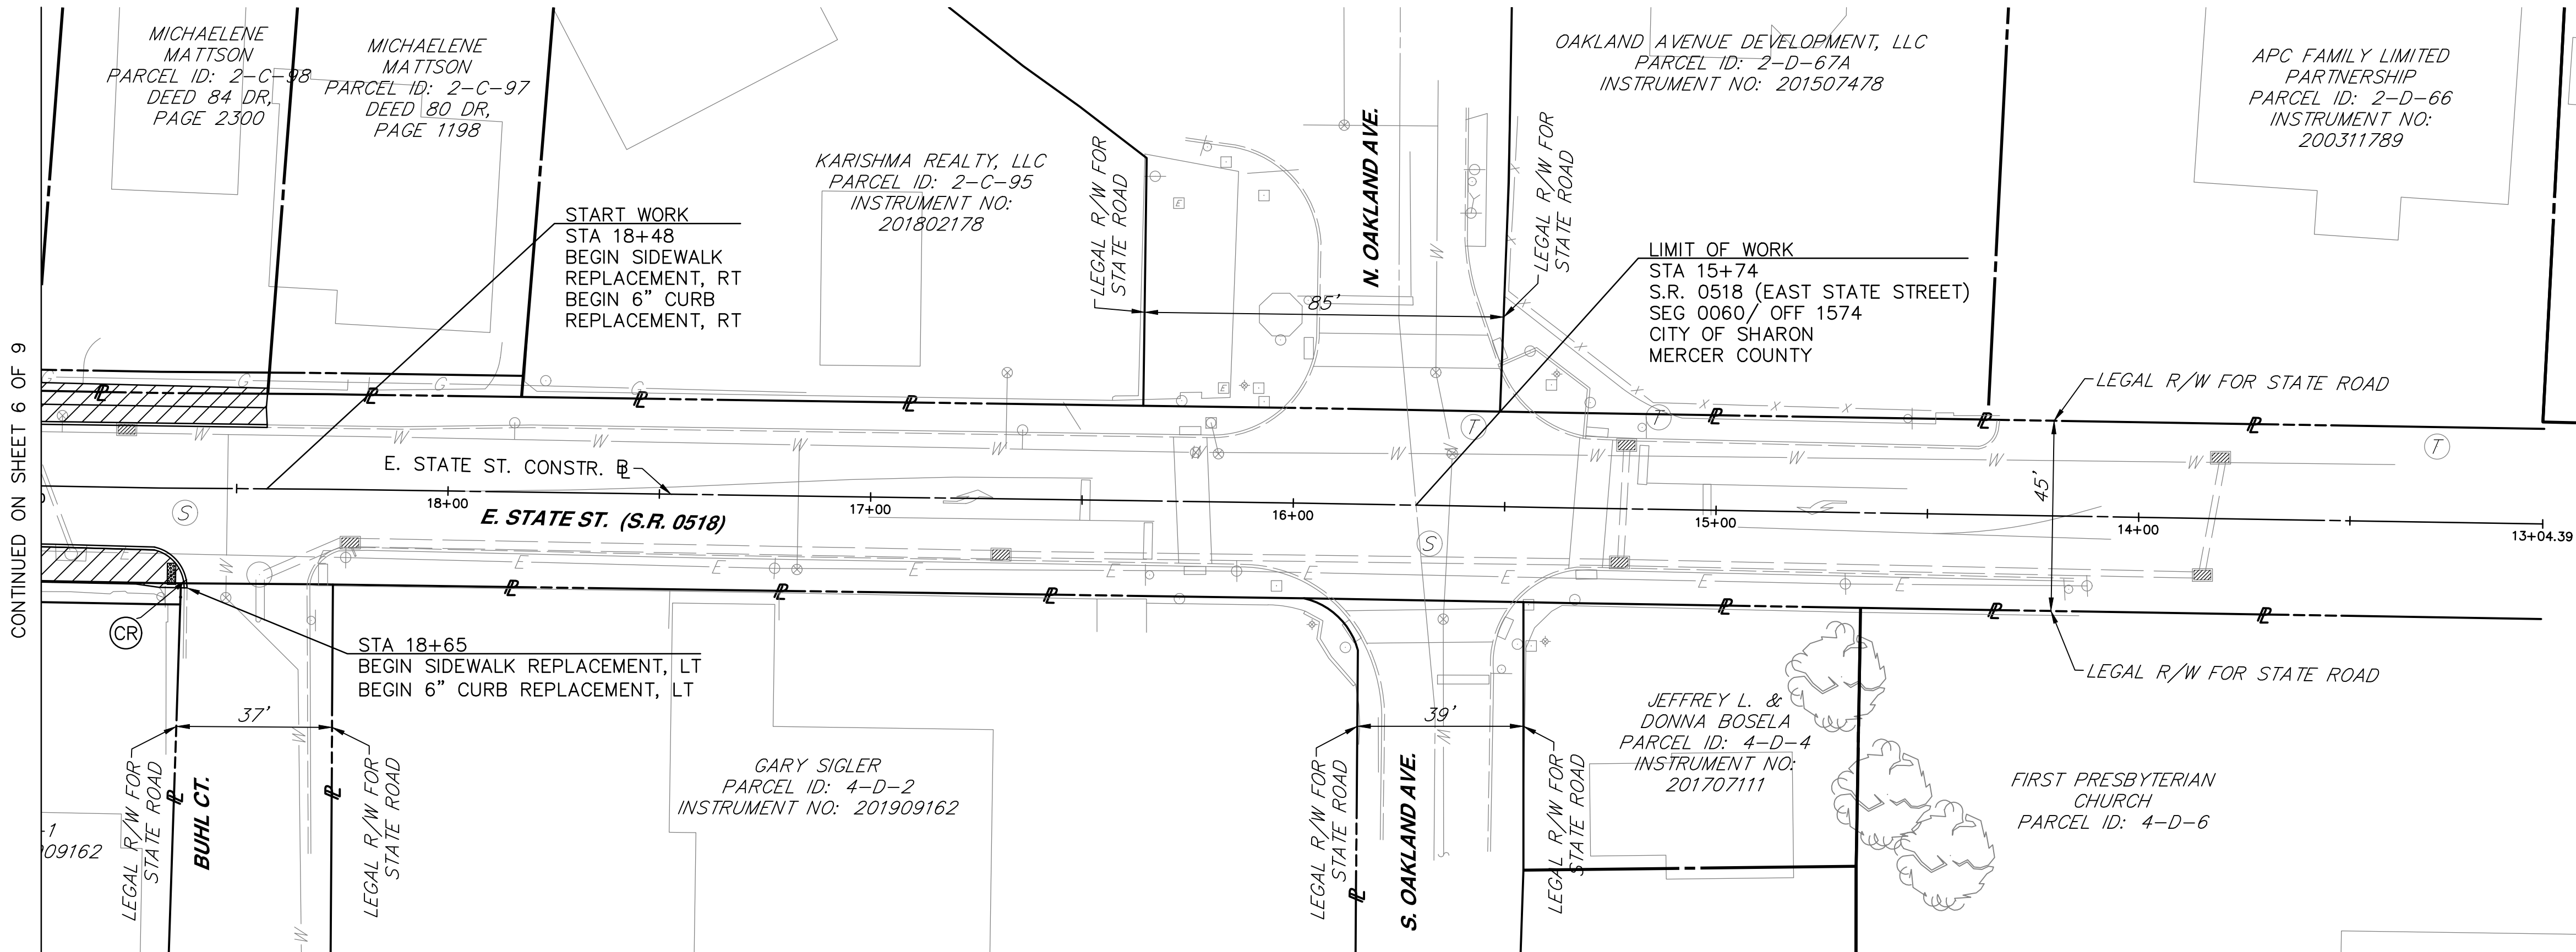 CONTINUED ON SHEET 6 OF 9
MICHAELENE
MATTSON
PARCEL ID: 2-C-98
DEED 84 DR,
PAGE 2300
MICHAELENE
MATTSON
PARCEL ID: 2-C-97
DEED 80 DR,
PAGE 1198
START WORK
STA 18+48
BEGIN SIDEWALK
REPLACEMENT, RT
BEGIN 6” CURB
REPLACEMENT, RT
KARISHMA REALTY, LLC
PARCEL ID: 2-C-95
INSTRUMENT NO:
201802178
LEGAL R/W FOR
STATE ROAD
85'
N. OAKLAND AVE.
LEGAL R/W FOR
STATE ROAD
OAKLAND AVENUE DEVELOPMENT, LLC
PARCEL ID: 2-D-67A
INSTRUMENT NO: 201507478
LIMIT OF WORK
STA 15+74
S.R. 0518 (EAST STATE STREET)
SEG 0060/ OFF 1574
CITY OF SHARON
MERCER COUNTY
APC FAMILY LIMITED
PARTNERSHIP
PARCEL ID: 2-D-66
INSTRUMENT NO:
200311789
LEGAL R/W FOR STATE ROAD
45'
E. STATE ST. CONSTR. BL
E. STATE ST. (S.R. 0518)
18+00
17+00
16+00
15+00
14+00
13+04.39
S
S
T
T
T
CR
STA 18+65
BEGIN SIDEWALK REPLACEMENT, LT
BEGIN 6” CURB REPLACEMENT, LT
LEGAL R/W FOR STATE ROAD
37'
LEGAL R/W FOR
STATE ROAD
BUHL CT.
LEGAL R/W FOR
STATE ROAD
-1
09162
GARY SIGLER
PARCEL ID: 4-D-2
INSTRUMENT NO: 201909162
39'
LEGAL R/W FOR
STATE ROAD
S. OAKLAND AVE.
LEGAL R/W FOR
STATE ROAD
JEFFREY L. &
DONNA BOSELA
PARCEL ID: 4-D-4
INSTRUMENT NO:
201707111
FIRST PRESBYTERIAN
CHURCH
PARCEL ID: 4-D-6